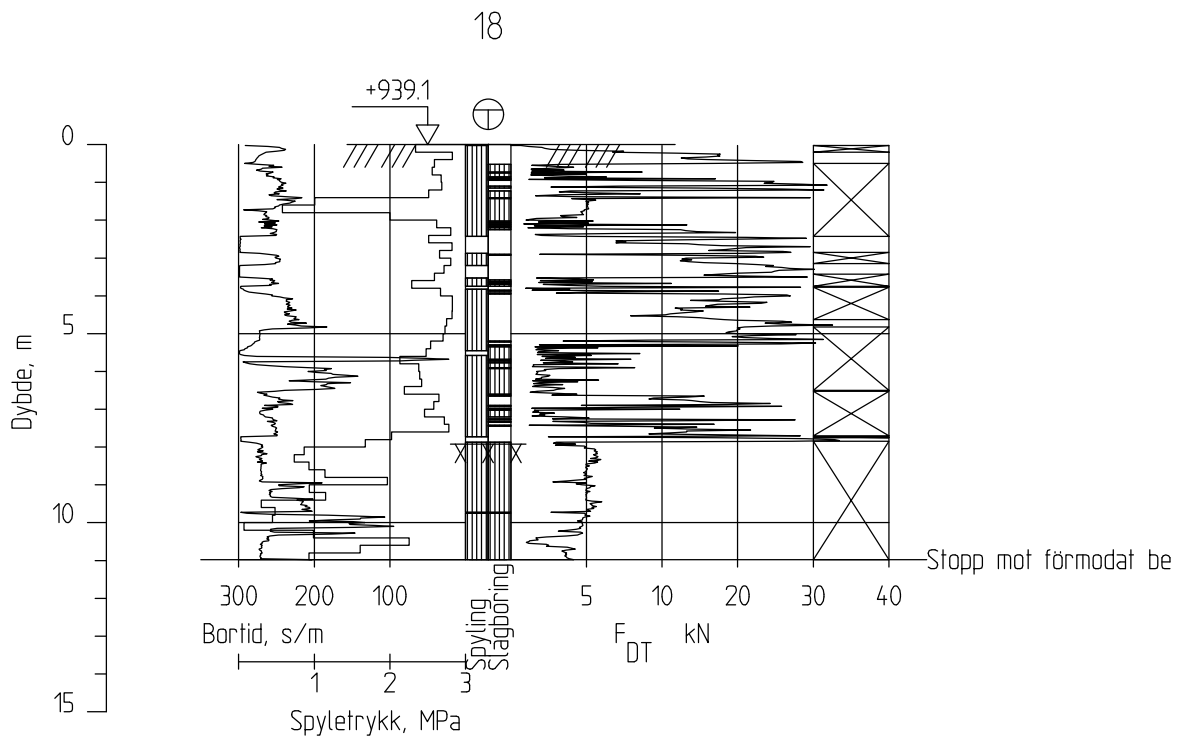 18
+939.1
0
5
10
15
Dybde, m
Stopp mot förmodat be
300 200 100
Bortid, s/m
Spyling
Slagboring
5 10 20 30 40
F DT kN
1 2 3
Spyletrykk, MPa